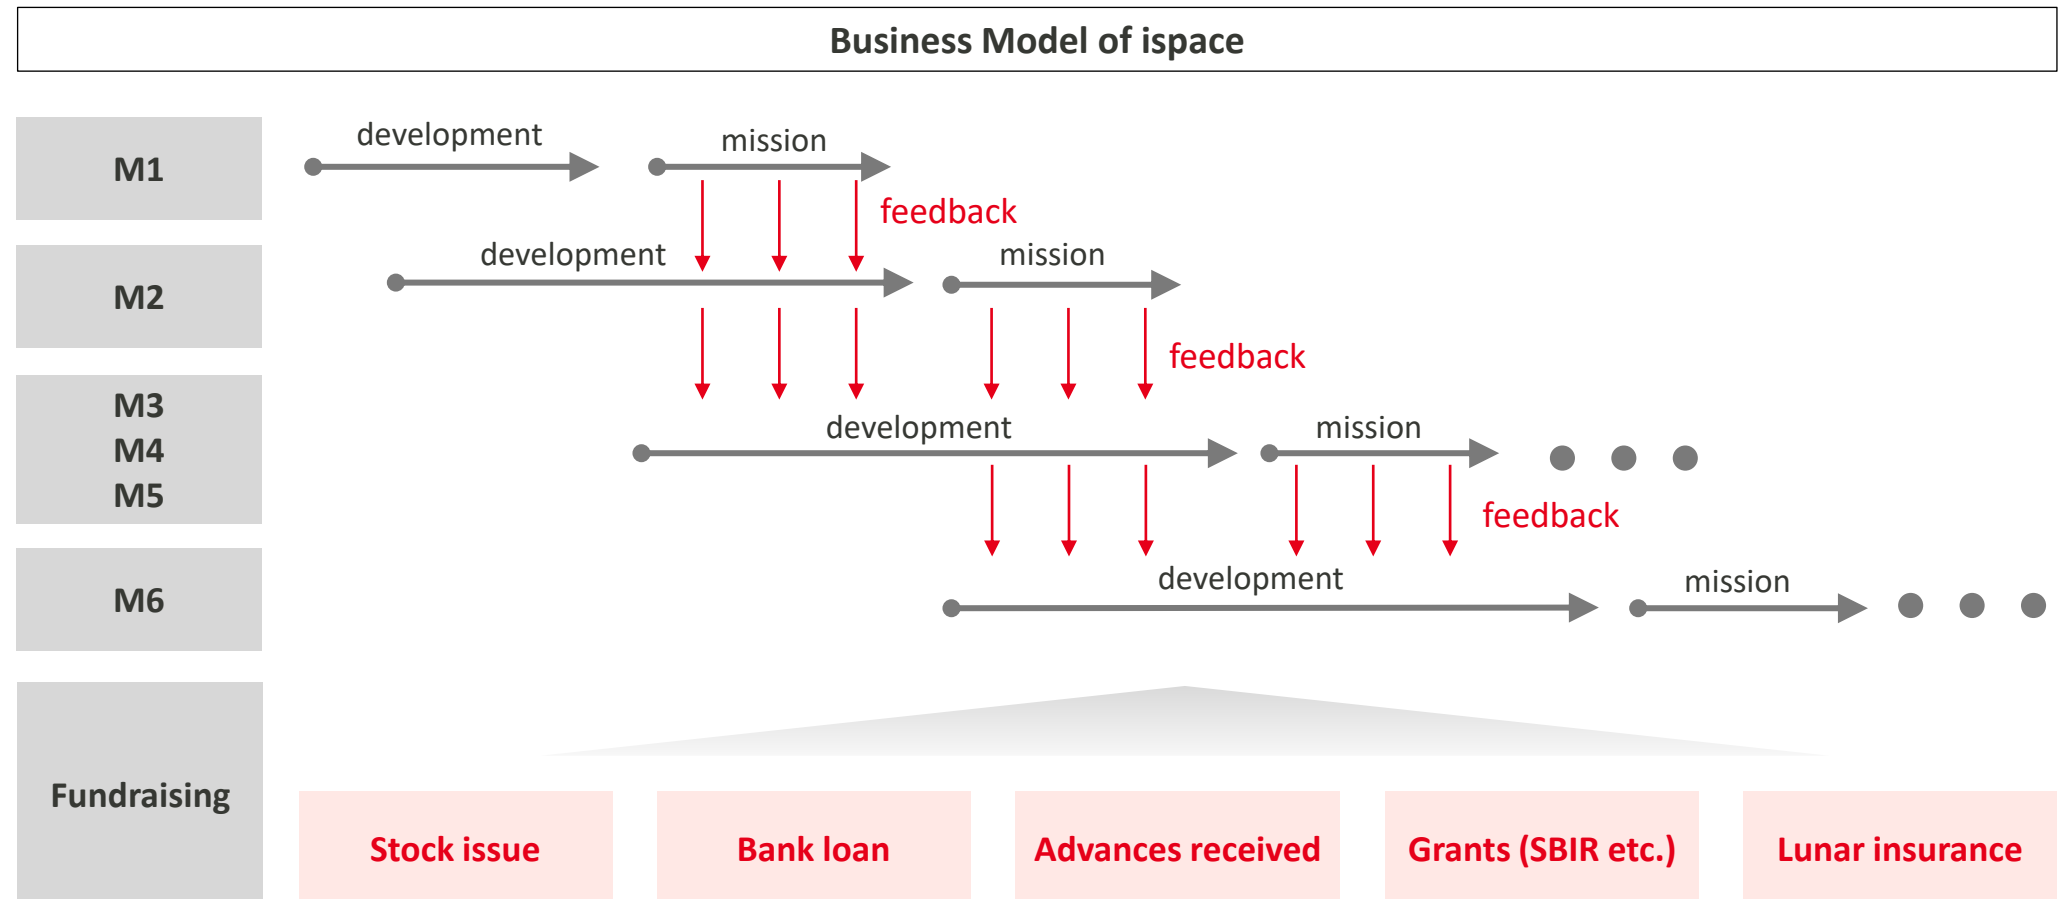 Business Model of ispace
M1
development
mission
feedback
M2
development
mission
feedback
M3
M4
M5
development
mission
feedback
M6
development
mission
Fundraising
Stock issue
Bank loan
Advances received
Grants (SBIR etc.)
Lunar insurance